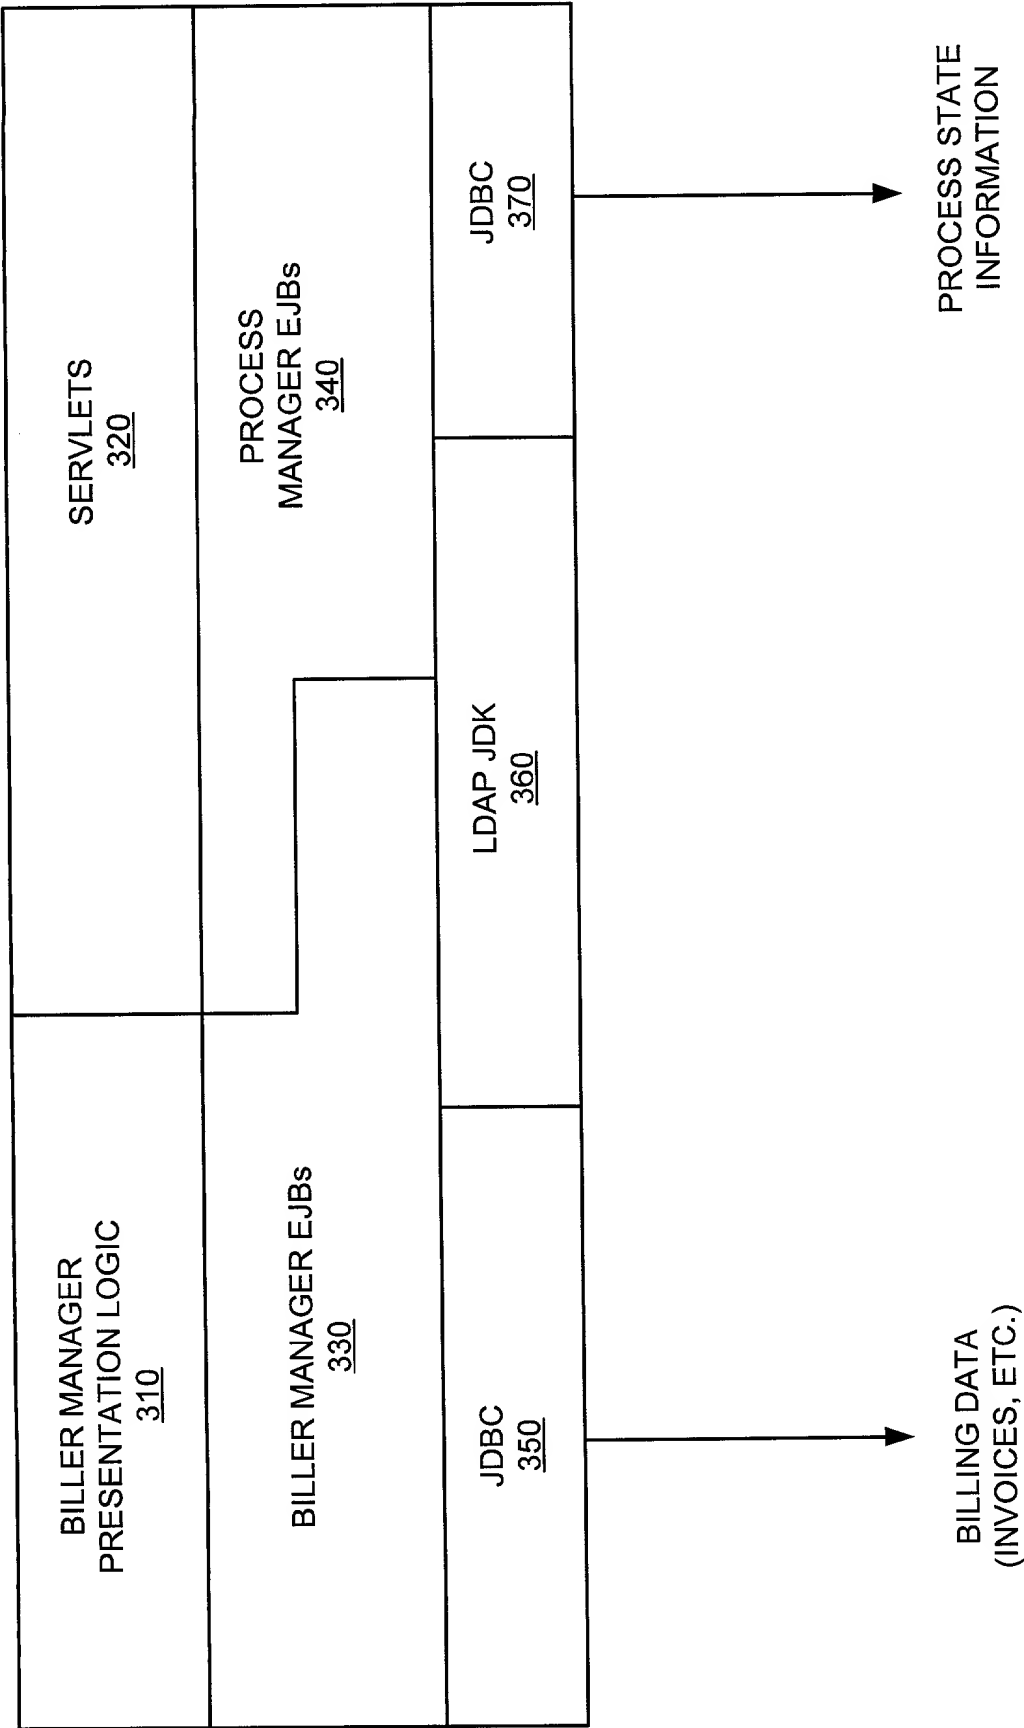 BILLER MANAGER
PRESENTATION LOGIC
310
SERVLETS
320
BILLER MANAGER EJBs
330
PROCESS
MANAGER EJBs
340
JDBC
350
LDAP JDK
360
JDBC
370
BILLING DATA
(INVOICES, ETC.)
PROCESS STATE
INFORMATION